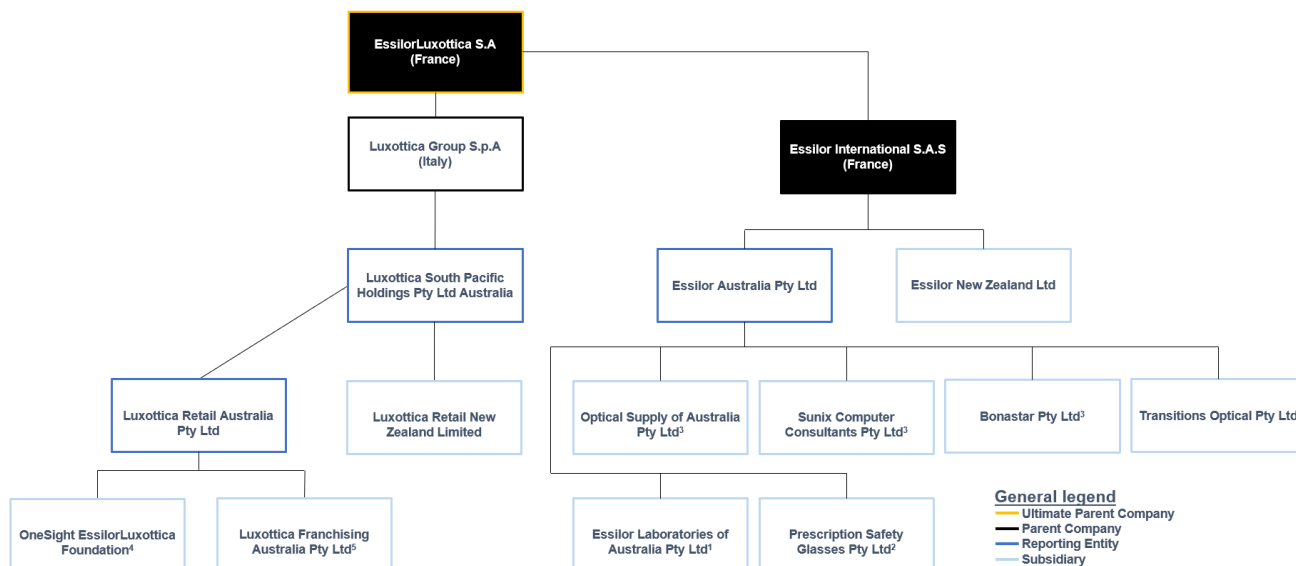 EssilorLuxottica S.A
(France)
Luxottica Group S.p.A
(Italy)
Essilor International S.A.S
(France)
Luxottica South Pacific
Holdings Pty Ltd Australia
Essilor Australia Pty Ltd
Essilor New Zealand Ltd
Luxottica Retail Australia
Pty Ltd
Luxottica Retail New
Zealand Limited
Optical Supply of Australia
Pty Ltd³
Sunix Computer
Consultants Pty Ltd³
Bonastar Pty Ltd³
Transitions Optical Pty Ltd
OneSight EssilorLuxottica
Foundation⁴
Luxottica Franchising
Australia Pty Ltd⁵
Essilor Laboratories of
Australia Pty Ltd¹
Prescription Safety
Glasses Pty Ltd²
General legend
Ultimate Parent Company
Parent Company
Reporting Entity
Subsidiary